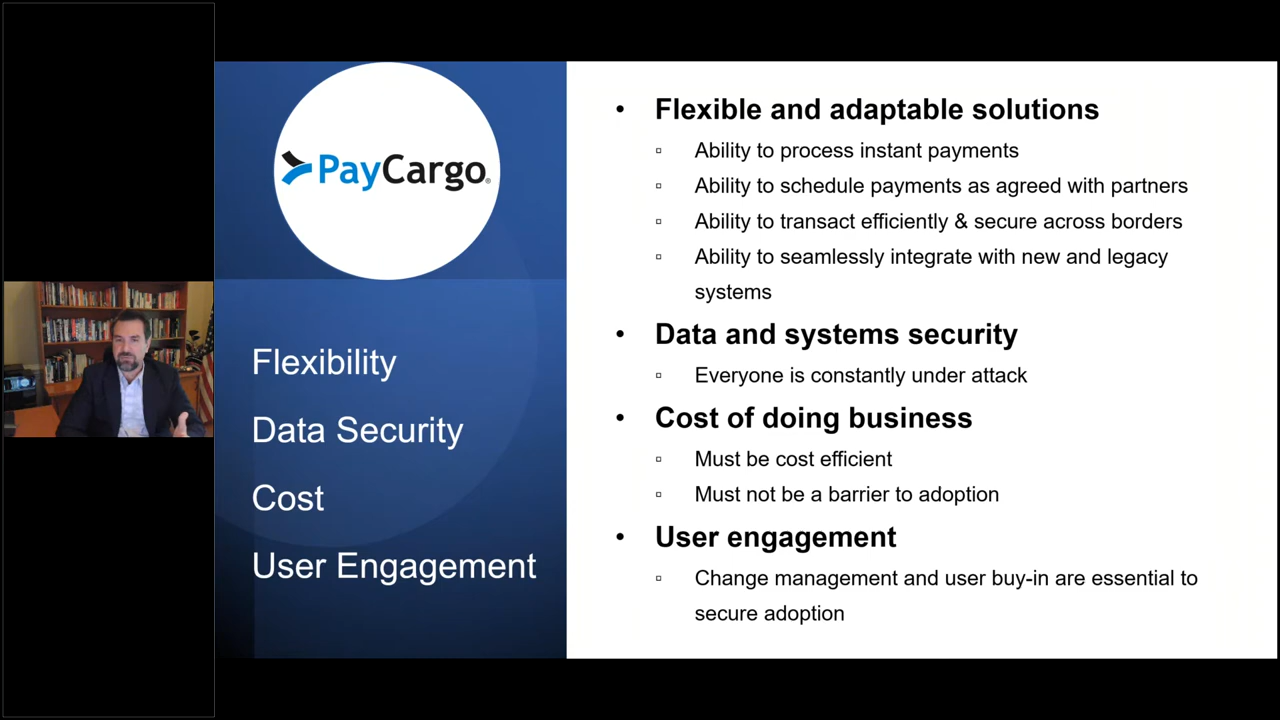 PayCargo®
Flexibility
Data Security
Cost
User Engagement
• Flexible and adaptable solutions
▫ Ability to process instant payments
▫ Ability to schedule payments as agreed with partners
▫ Ability to transact efficiently & secure across borders
▫ Ability to seamlessly integrate with new and legacy
systems
• Data and systems security
▫ Everyone is constantly under attack
• Cost of doing business
▫ Must be cost efficient
▫ Must not be a barrier to adoption
• User engagement
▫ Change management and user buy-in are essential to
secure adoption